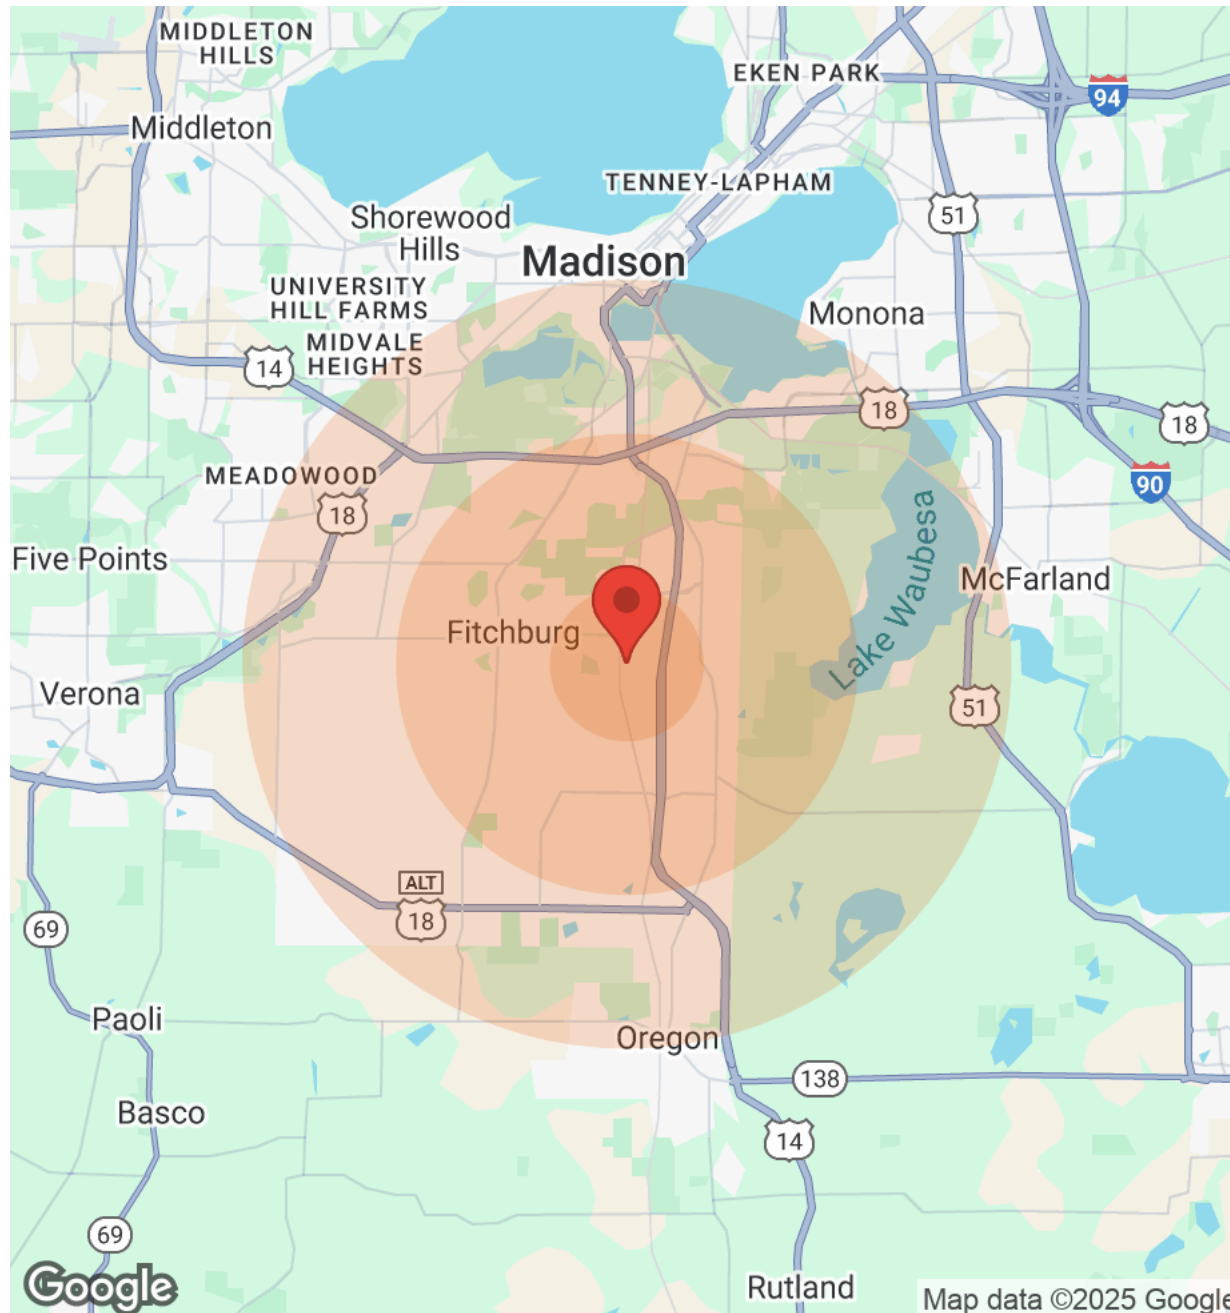 MIDDLETON
HILLS
EKEN PARK
94
Middleton
TENNEY-LAPHAM
51
Shorewood
Hills
Madison
UNIVERSITY
HILL FARMS
Monona
MIDVALE
HEIGHTS
14
18
18
MEADOWOOD
90
18
Lake Waubesa
Five Points
McFarland
Fitchburg
Verona
51
ALT
18
69
Paoli
Oregon
138
Basco
14
69
Google
Rutland
Map data ©2025 Google